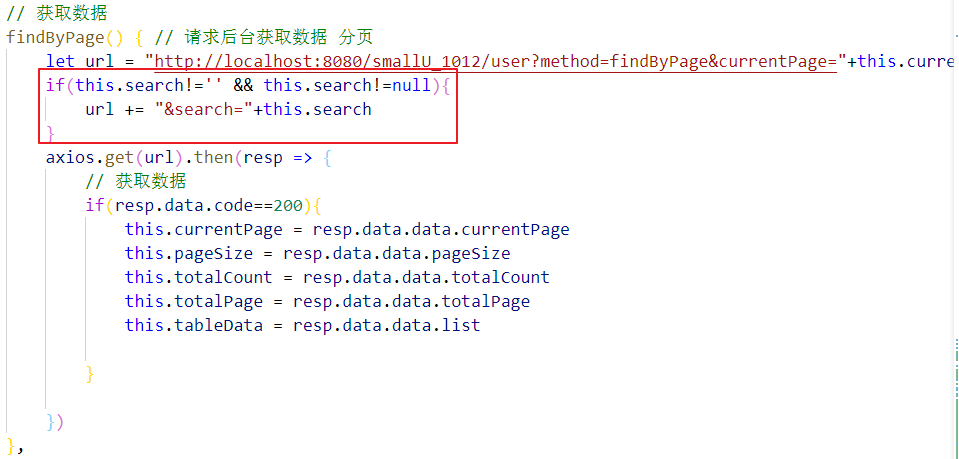 // 获取数据
findByPage() { // 请求后台获取数据 分页
let url = "http://localhost:8080/smallU_1012/user?method=findByPage&currentPage="+this.curre
if(this.search!='' && this.search!=null){
url += "&search="+this.search
}
axios.get(url).then(resp => {
// 获取数据
if(resp.data.code==200){
this.currentPage = resp.data.data.currentPage
this.pageSize = resp.data.data.pageSize
this.totalCount = resp.data.data.totalCount
this.totalPage = resp.data.data.totalPage
this.tableData = resp.data.data.list
}
})
},